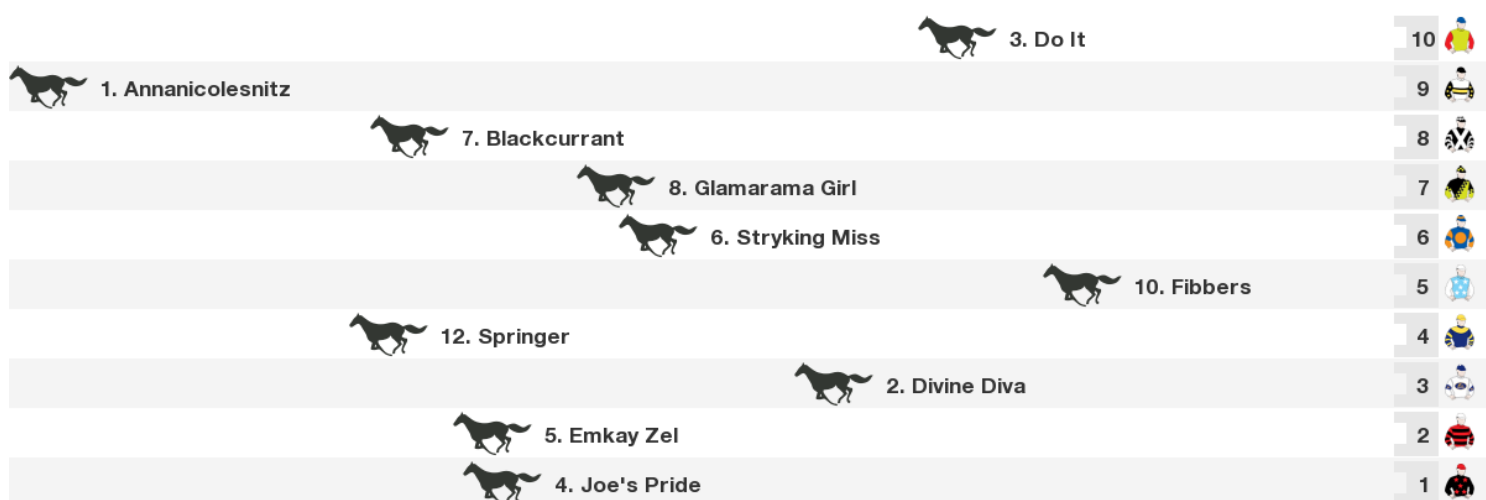 3. Do It 10
1. Annanicolesnitz 9
7. Blackcurrant 8
8. Glamarama Girl 7
6. Stryking Miss 6
10. Fibbers 5
12. Springer 4
2. Divine Diva 3
5. Emkay Zel 2
4. Joe's Pride 1